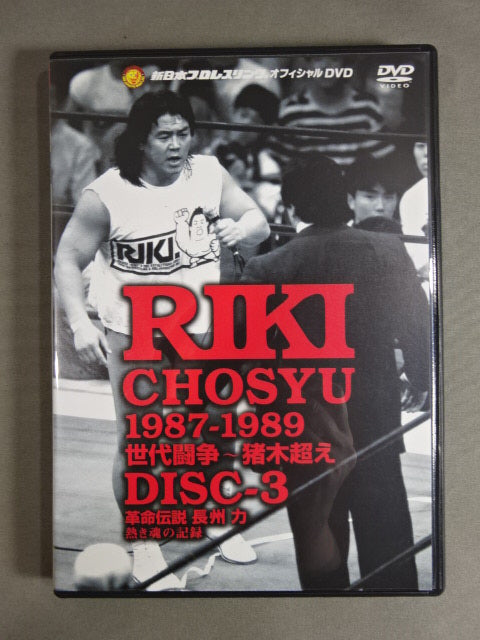 新日本プロレスリング オフィシャルDVD
DVD
VIDEO
RIKI.
RIKI
CHOSYU
1987-1989
世代闘争～猪木超え
DISC-3
革命伝説 長州 力
熱き魂の記録